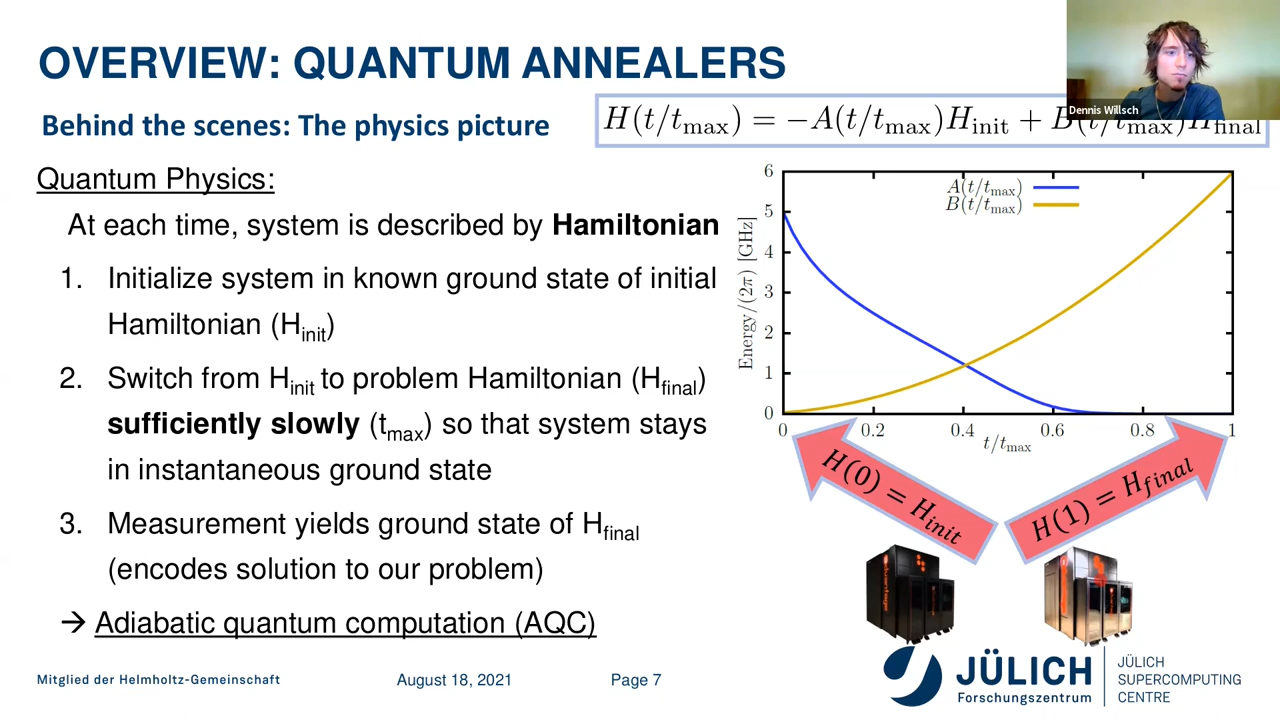 OVERVIEW: QUANTUM ANNEALERS
Dennis Willsch
Behind the scenes: The physics picture
H(t/t_max) = −A(t/t_max)H_init + B(t/t_max)H_final
Quantum Physics:
At each time, system is described by Hamiltonian
1. Initialize system in known ground state of initial
Hamiltonian (H_init)
2. Switch from H_init to problem Hamiltonian (H_final)
sufficiently slowly (t_max) so that system stays
in instantaneous ground state
3. Measurement yields ground state of H_final
(encodes solution to our problem)
→ Adiabatic quantum computation (AQC)
A(t/t_max)
B(t/t_max)
Energy/(2π) [GHz]
6
5
4
3
2
1
0
0 0.2 0.4 0.6 0.8 1
t/t_max
H(0) = H_init
H(1) = H_final
Mitglied der Helmholtz-Gemeinschaft
August 18, 2021
Page 7
JÜLICH
Forschungszentrum
JÜLICH
SUPERCOMPUTING
CENTRE